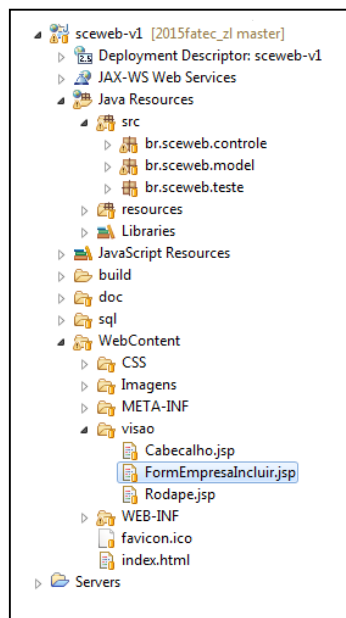 sceweb-v1 [2015fatec_zl master]
Deployment Descriptor: sceweb-v1
JAX-WS Web Services
Java Resources
src
br.sceweb.controle
br.sceweb.model
br.sceweb.teste
resources
Libraries
JavaScript Resources
build
doc
sql
WebContent
CSS
Imagens
META-INF
visao
Cabecalho.jsp
FormEmpresaIncluir.jsp
Rodape.jsp
WEB-INF
favicon.ico
index.html
Servers